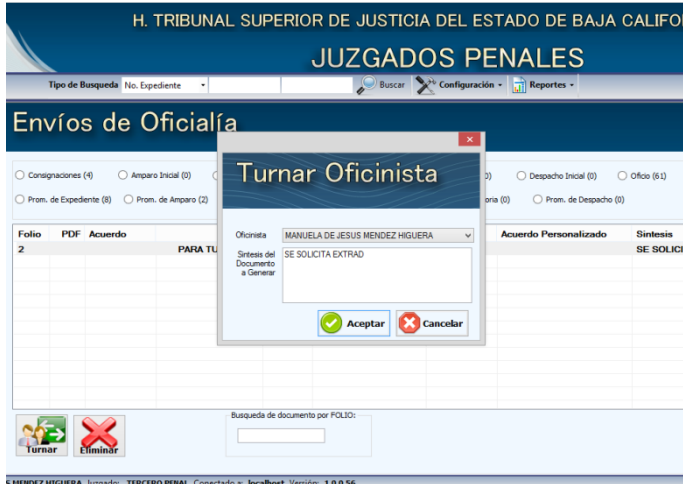 H. TRIBUNAL SUPERIOR DE JUSTICIA DEL ESTADO DE BAJA CALIFO
JUZGADOS PENALES
Tipo de Busqueda No. Expediente Buscar Configuración Reportes
Envíos de Oficialía
Turnar Oficinista
Consignaciones (4) Amparo Inicial (0) 0) Despacho Inicial (0) Oficio (61)
Prom. de Expediente (8) Prom. de Amparo (2) oria (0) Prom. de Despacho (0)
Folio PDF Acuerdo Acuerdo Personalizado Sintesis
2 PARA TU SE SOLICI
Oficinista MANUELA DE JESUS MENDEZ HIGUERA
Sintesis del Documento a Generar SE SOLICITA EXTRAD
Aceptar Cancelar
Turnar Eliminar
Busqueda de documento por FOLIO:
S MENDEZ HIGUERA Juzgado: TERCERO PENAL Conectado a: localhost Versión: 1.0.0.56